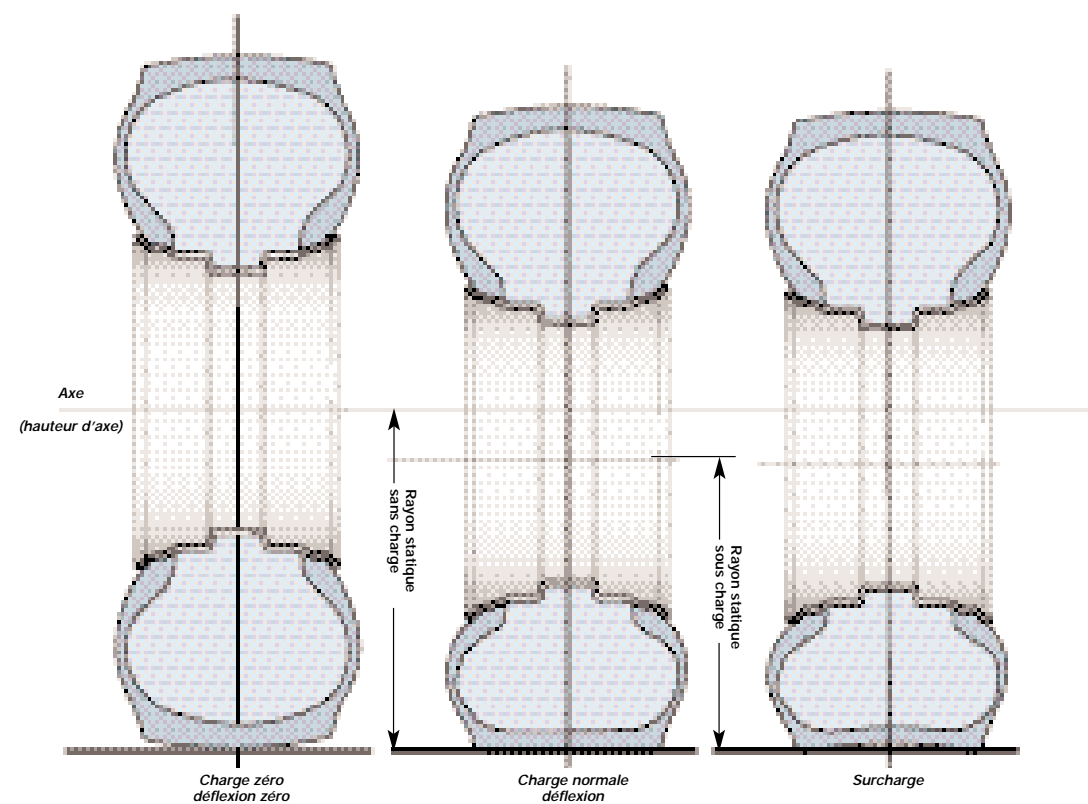 Axe
(hauteur d'axe)
Rayon statique
sans charge
Rayon statique
sous charge
Charge zéro
déflexion zéro
Charge normale
déflexion
Surcharge